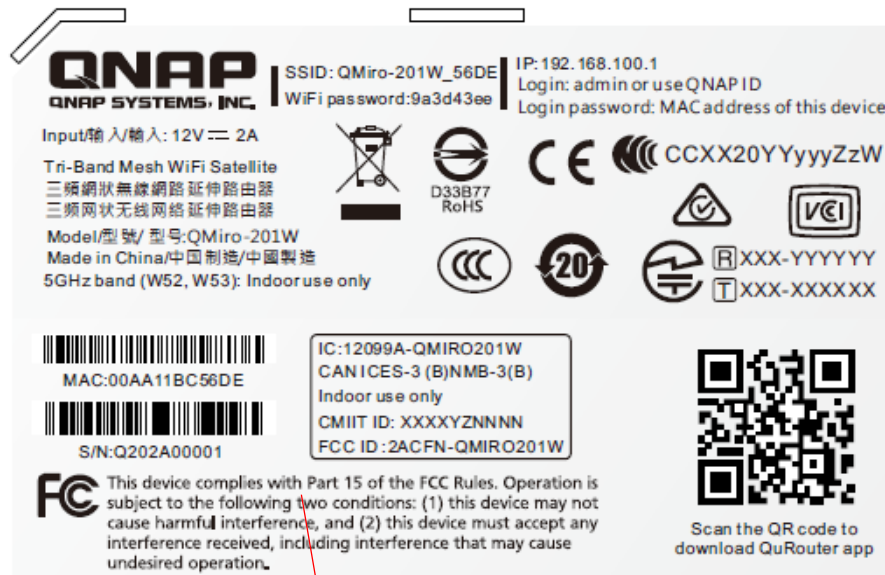 QNAP
QNAP SYSTEMS, INC.
SSID: QMiro-201W_56DE
WiFi password:9a3d43ee
IP:192.168.100.1
Login: admin or use QNAP ID
Login password: MAC address of this device
Input/输入/輸入: 12V ⎓ 2A
Tri-Band Mesh WiFi Satellite
三頻網狀無線網路延伸路由器
三频网状无线网络延伸路由器
Model/型號/ 型号:QMiro-201W
Made in China/中国制造/中國製造
5GHz band (W52, W53): Indoor use only
D33B77
RoHS
CE
CCXX20YYyyyZzW
VCI
CCC
20
R XXX-YYYYYY
T XXX-XXXXXX
MAC:00AA11BC56DE
S/N:Q202A00001
IC:12099A-QMIRO201W
CAN ICES-3 (B)NMB-3(B)
Indoor use only
CMIIT ID: XXXXYZNNNN
FCC ID:2ACFN-QMIRO201W
FC
This device complies with Part 15 of the FCC Rules. Operation is
subject to the following two conditions: (1) this device may not
cause harmful interference, and (2) this device must accept any
interference received, including interference that may cause
undesired operation.
Scan the QR code to
download QuRouter app